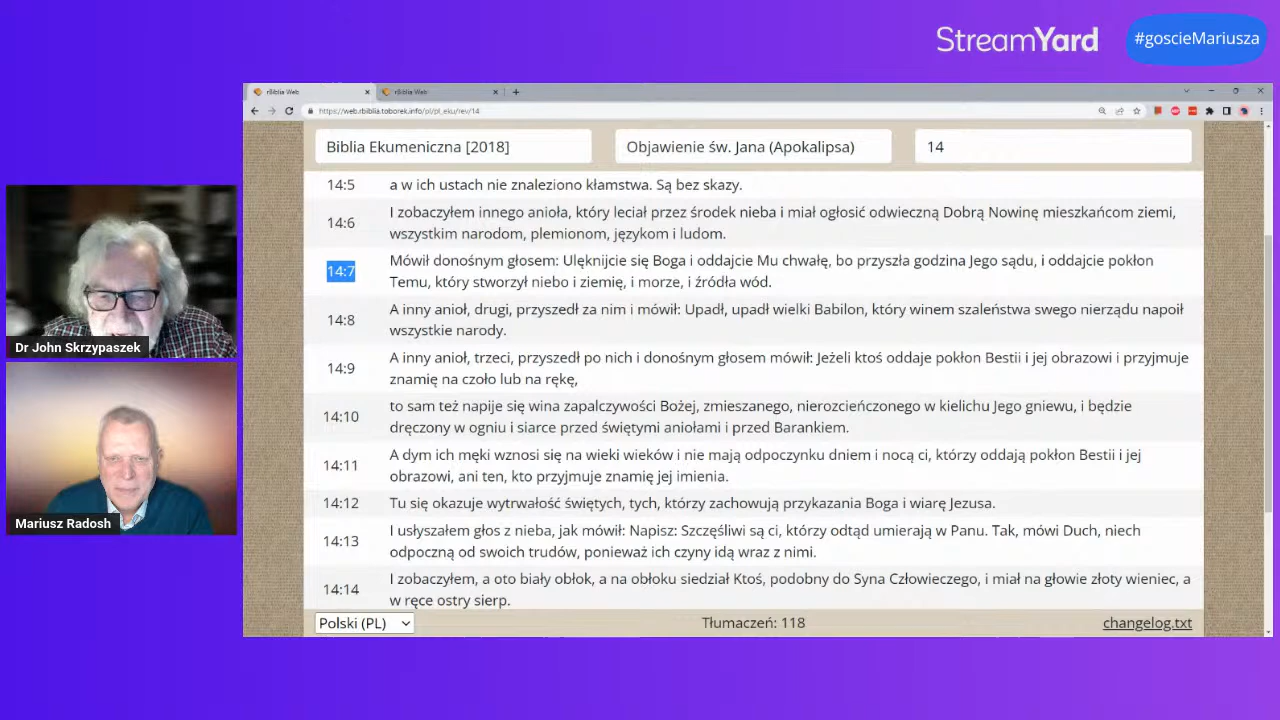 StreamYard
#goscieMariusza
rBiblia Web
rBiblia Web
https://web.rbiblia.toborek.info/pl/pl_eku/rev/14
Biblia Ekumeniczna [2018]
Objawienie św. Jana (Apokalipsa)
14
14:5 a w ich ustach nie znaleziono kłamstwa. Są bez skazy.
I zobaczyłem innego anioła, który leciał przez środek nieba i miał ogłosić odwieczną Dobrą Nowinę mieszkańcom ziemi,
14:6
wszystkim narodom, plemionom, językom i ludom.
Mówił donośnym głosem: Ulęknijcie się Boga i oddajcie Mu chwałę, bo przyszła godzina Jego sądu, i oddajcie pokłon
14:7
Temu, który stworzył niebo i ziemię, i morze, i źródła wód.
A inny anioł, drugi, przyszedł za nim i mówił: Upadł, upadł wielki Babilon, który winem szaleństwa swego nierządu napoił
14:8
wszystkie narody.
A inny anioł, trzeci, przyszedł po nich i donośnym głosem mówił: Jeżeli ktoś oddaje pokłon Bestii i jej obrazowi i przyjmuje
14:9
znamię na czoło lub na rękę,
to również napije się wina zapalczywości Bożej, zmieszanego, nierozcieńczonego w kielichu Jego gniewu, i będzie
14:10
dręczony w ogniu i siarce przed świętymi aniołami i przed Barankiem.
A dym ich męki wznosi się na wieki wieków i nie mają odpoczynku dniem i nocą ci, którzy oddają pokłon Bestii i jej
14:11
obrazowi, i jeżeli kto przyjmuje znamię jej imienia.
14:12 Tu się okazuje wytrwałość świętych, tych, którzy zachowują przykazania Boga i wiarę Jezusa.
I usłyszałem głos z nieba, jak mówił: Napisz: Szczęśliwi są ci, którzy odtąd umierają w Panu. Tak, mówi Duch, niech
14:13
odpoczną od swoich trudów, ponieważ ich czyny idą wraz z nimi.
I zobaczyłem, a oto biały obłok, a na obłoku siedział ktoś podobny do Syna Człowieczego, i miał na głowie złoty wieniec, a
14:14
w ręce ostry sierp.
Polski (PL)
Tłumaczeń: 118
changelog.txt
Dr John Skrzypaszek
Mariusz Radosh